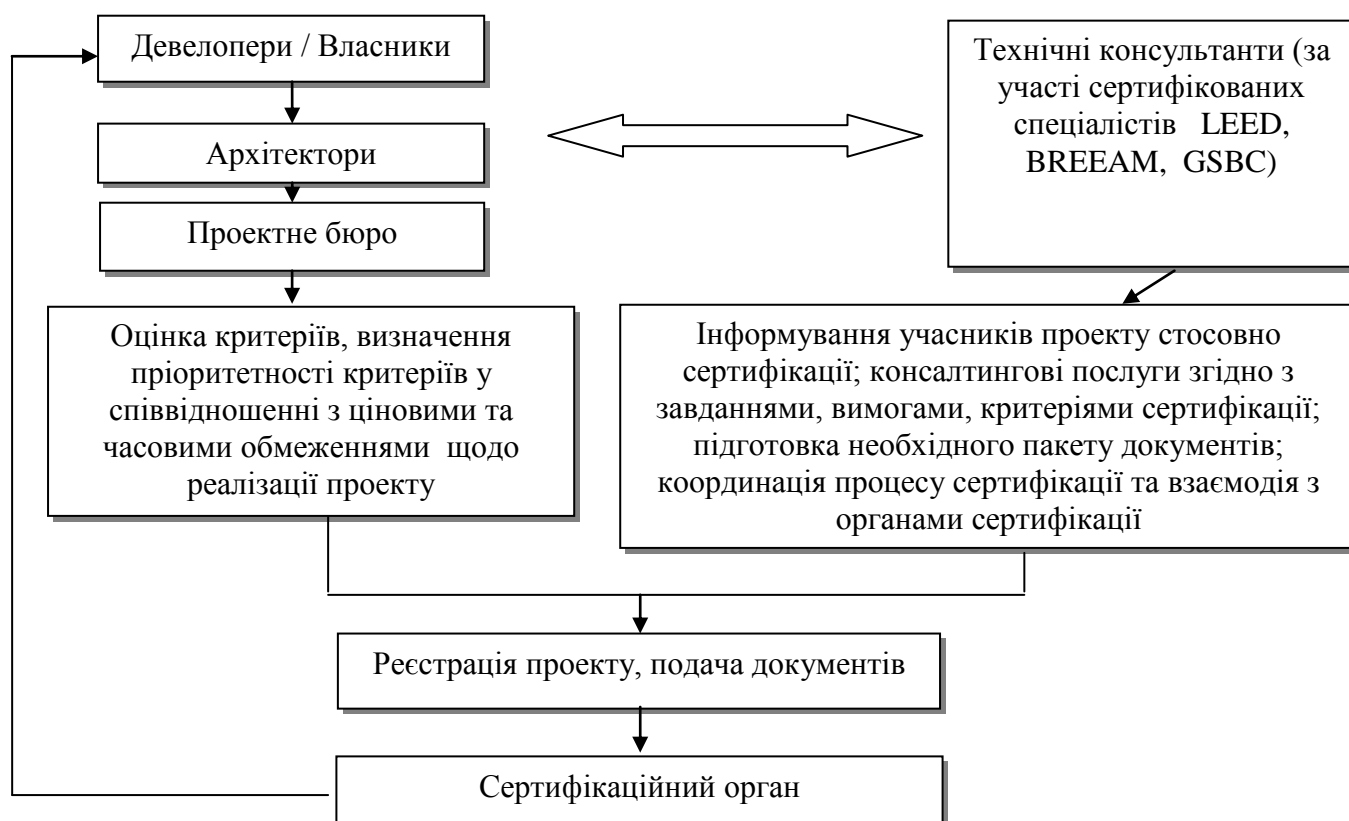 Девелопери / Власники
Архітектори
Проектне бюро
Технічні консультанти (за
участі сертифікованих
спеціалістів LEED,
BREEAM, GSBC)
Оцінка критеріїв, визначення
пріоритетності критеріїв у
співвідношенні з ціновими та
часовими обмеженнями щодо
реалізації проекту
Інформування учасників проекту стосовно
сертифікації; консалтингові послуги згідно з
завданнями, вимогами, критеріями сертифікації;
підготовка необхідного пакету документів;
координація процесу сертифікації та взаємодія з
органами сертифікації
Реєстрація проекту, подача документів
Сертифікаційний орган